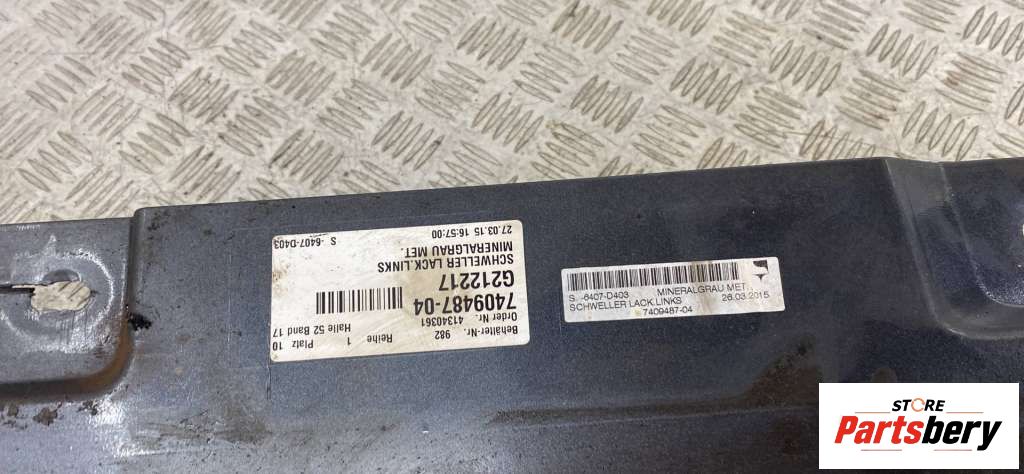 Behälter-Nr. 982 Reihe 1 Platz 10
Order Nr. 41340361 Halle 52 Band 17
7409487-04
G212217
SCHWELLER LACK.LINKS
MINERALGRAU MET.
27.03.15 16:57:00 S -6407-D403
S. -6407-D403 MINERALGRAU MET.
SCHWELLER LACK.LINKS 26.03.2015
7409487-04
STORE
Partsbery